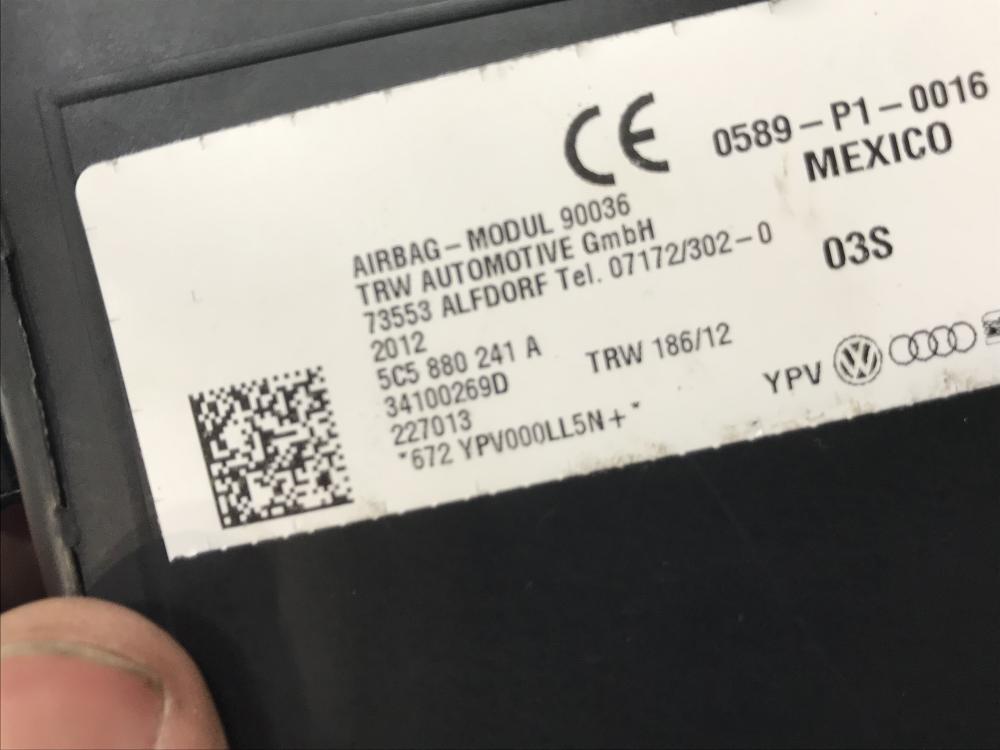 CE 0589-P1-0016
MEXICO
AIRBAG-MODUL 90036
TRW AUTOMOTIVE GmbH
73553 ALFDORF Tel. 07172/302-0
03S
2012
5C5 880 241 A
TRW 186/12
34100269D
YPV
227013
*672 YPV000LL5N+*